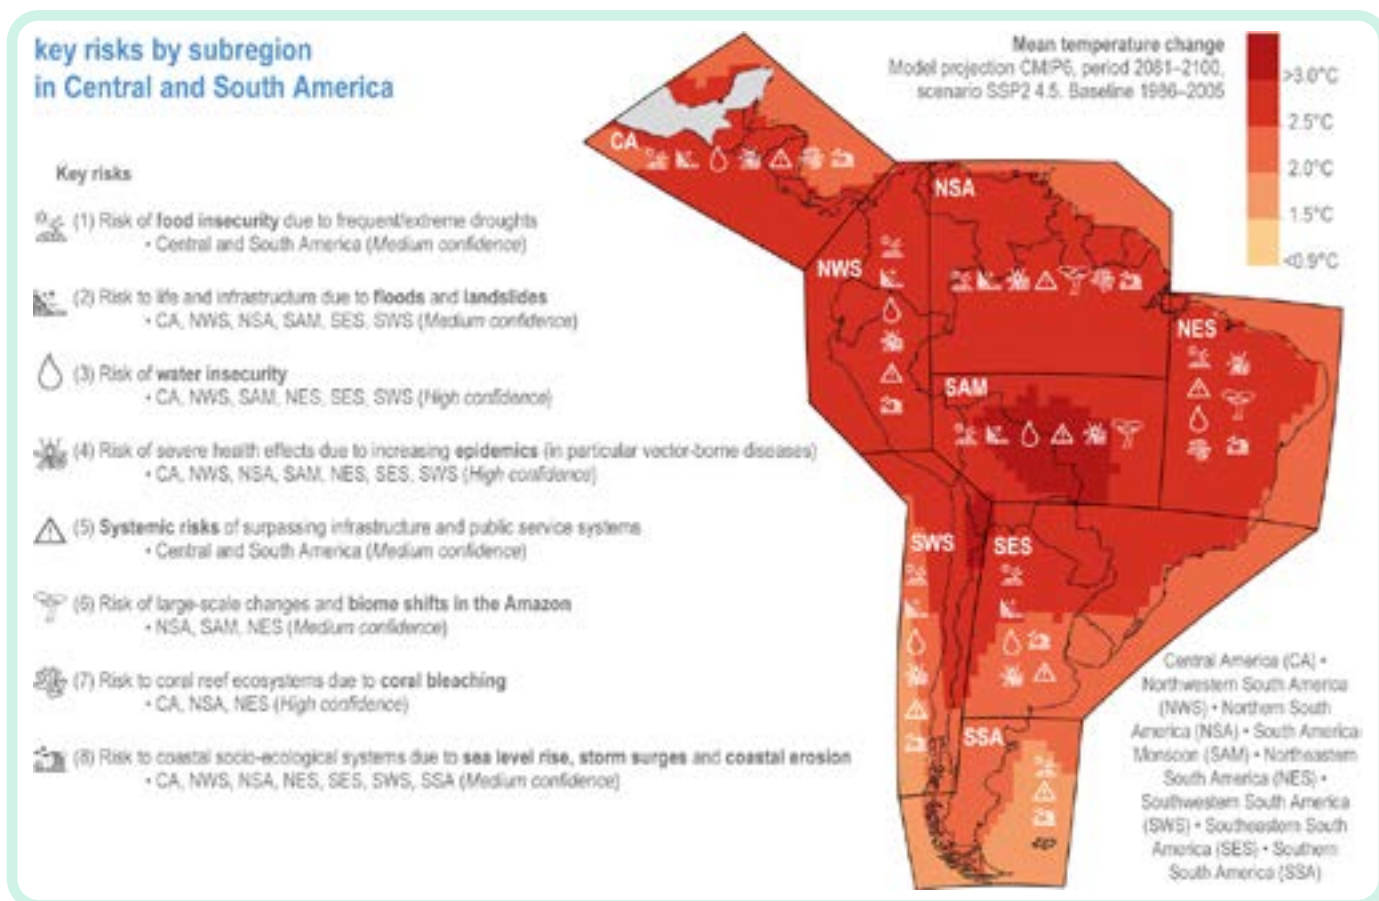 key risks by subregion
in Central and South America
Mean temperature change
Model projection CMIP6, period 2081–2100,
scenario SSP2 4.5. Baseline 1986–2005
>3.0°C
2.5°C
2.0°C
1.5°C
<0.9°C
Key risks
(1) Risk of food insecurity due to frequent/extreme droughts
• Central and South America (Medium confidence)
(2) Risk to life and infrastructure due to floods and landslides
• CA, NWS, NSA, SAM, SES, SWS (Medium confidence)
(3) Risk of water insecurity
• CA, NWS, SAM, NES, SES, SWS (High confidence)
(4) Risk of severe health effects due to increasing epidemics (in particular vector-borne diseases)
• CA, NWS, NSA, SAM, NES, SES, SWS (High confidence)
(5) Systemic risks of surpassing infrastructure and public service systems
• Central and South America (Medium confidence)
(6) Risk of large-scale changes and biome shifts in the Amazon
• NSA, SAM, NES (Medium confidence)
(7) Risk to coral reef ecosystems due to coral bleaching
• CA, NSA, NES (High confidence)
(8) Risk to coastal socio-ecological systems due to sea level rise, storm surges and coastal erosion
• CA, NWS, NSA, NES, SES, SWS, SSA (Medium confidence)
CA
NSA
NWS
NES
SAM
SWS
SES
SSA
Central America (CA) •
Northwestern South America
(NWS) • Northern South
America (NSA) • South America
Monsoon (SAM) • Northeastern
South America (NES) •
Southwestern South America
(SWS) • Southeastern South
America (SES) • Southern
South America (SSA)